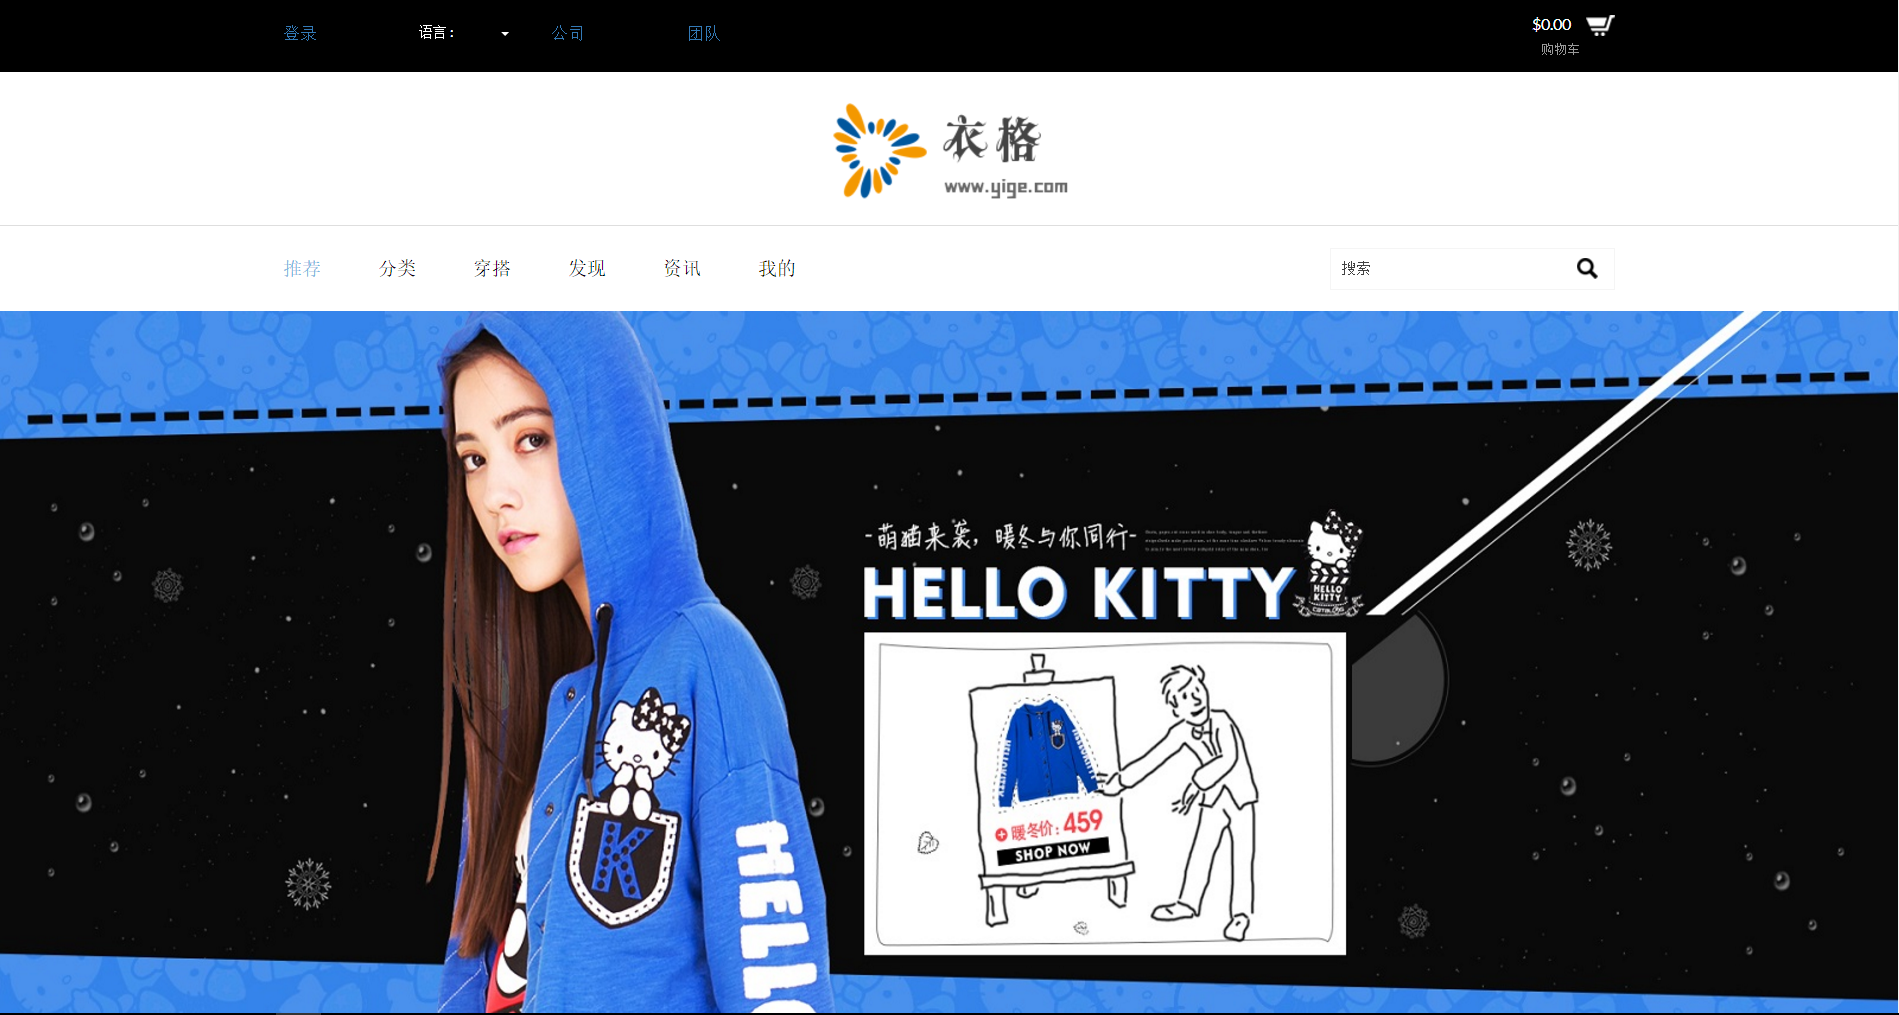 登录
语言：
公司
团队
$0.00
购物车
衣格
www.yige.com
推荐
分类
穿搭
发现
资讯
我的
搜索
-萌猫来袭，暖冬与你同行-
HELLO KITTY
HELLO
KITTY
暖冬价：459
SHOP NOW
K
HELLO